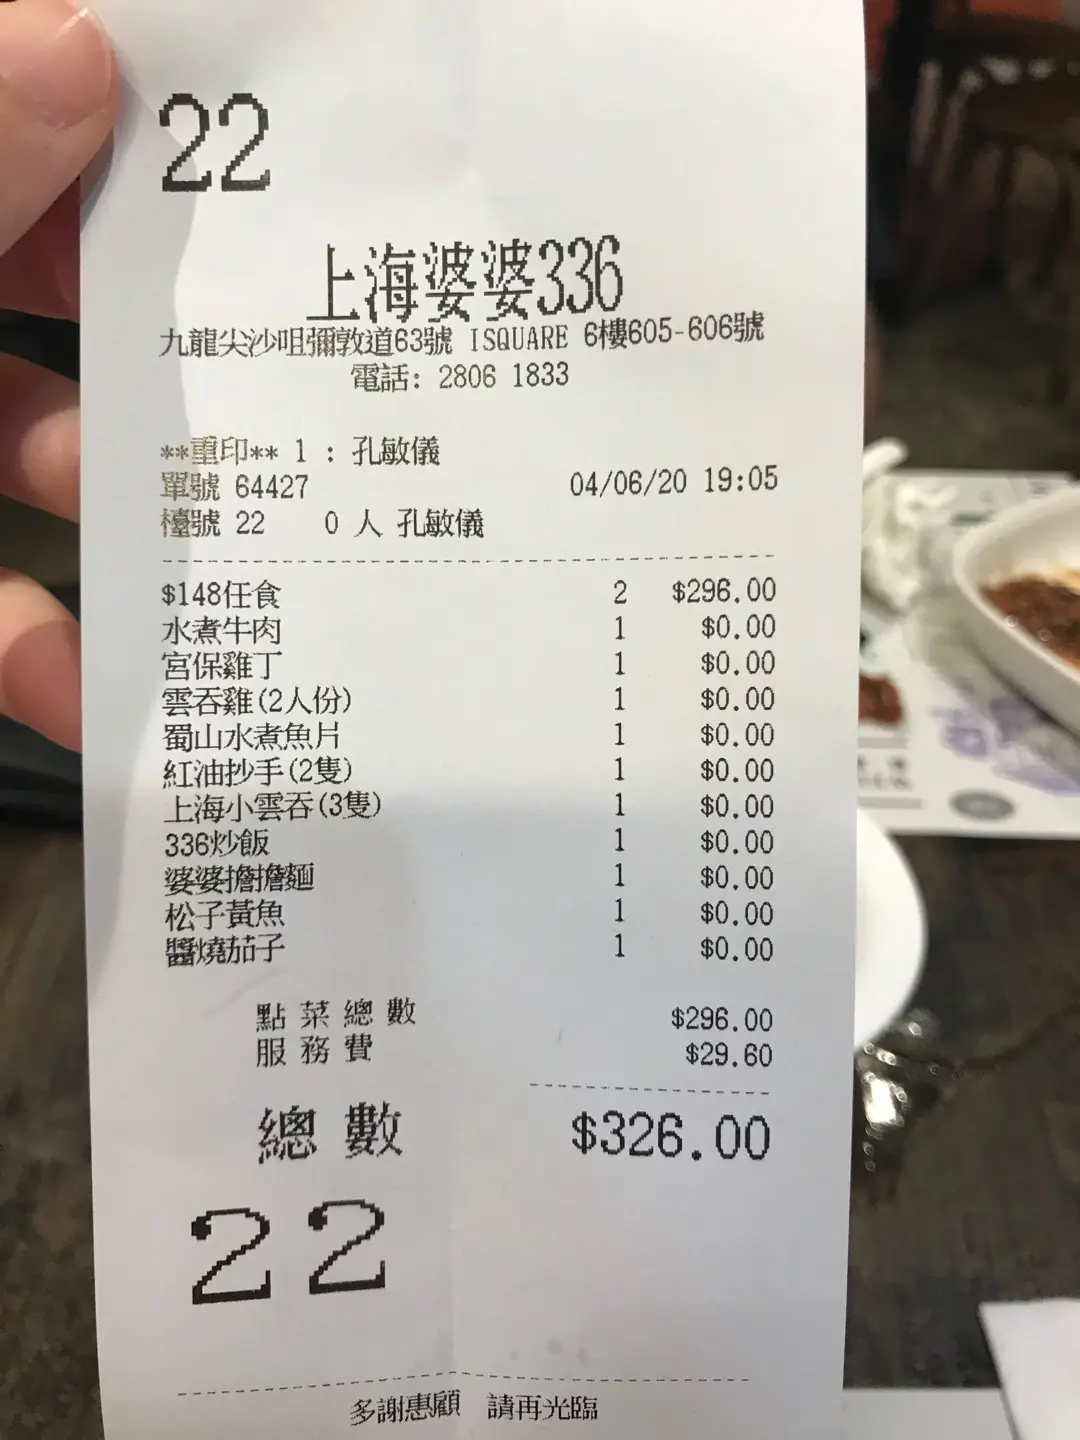 22
上海婆婆336
九龍尖沙咀彌敦道63號 ISQUARE 6樓605-606號
電話: 2806 1833
**重印** 1 : 孔敏儀
單號 64427 04/06/20 19:05
檯號 22 0 人 孔敏儀
$148任食 2 $296.00
水煮牛肉 1 $0.00
宮保雞丁 1 $0.00
雲吞雞(2人份) 1 $0.00
蜀山水煮魚片 1 $0.00
紅油抄手(2隻) 1 $0.00
上海小雲吞(3隻) 1 $0.00
336炒飯 1 $0.00
婆婆擔擔麵 1 $0.00
松子黃魚 1 $0.00
醬燒茄子 1 $0.00
點菜總數 $296.00
服務費 $29.60
總數 $326.00
22
多謝惠顧 請再光臨